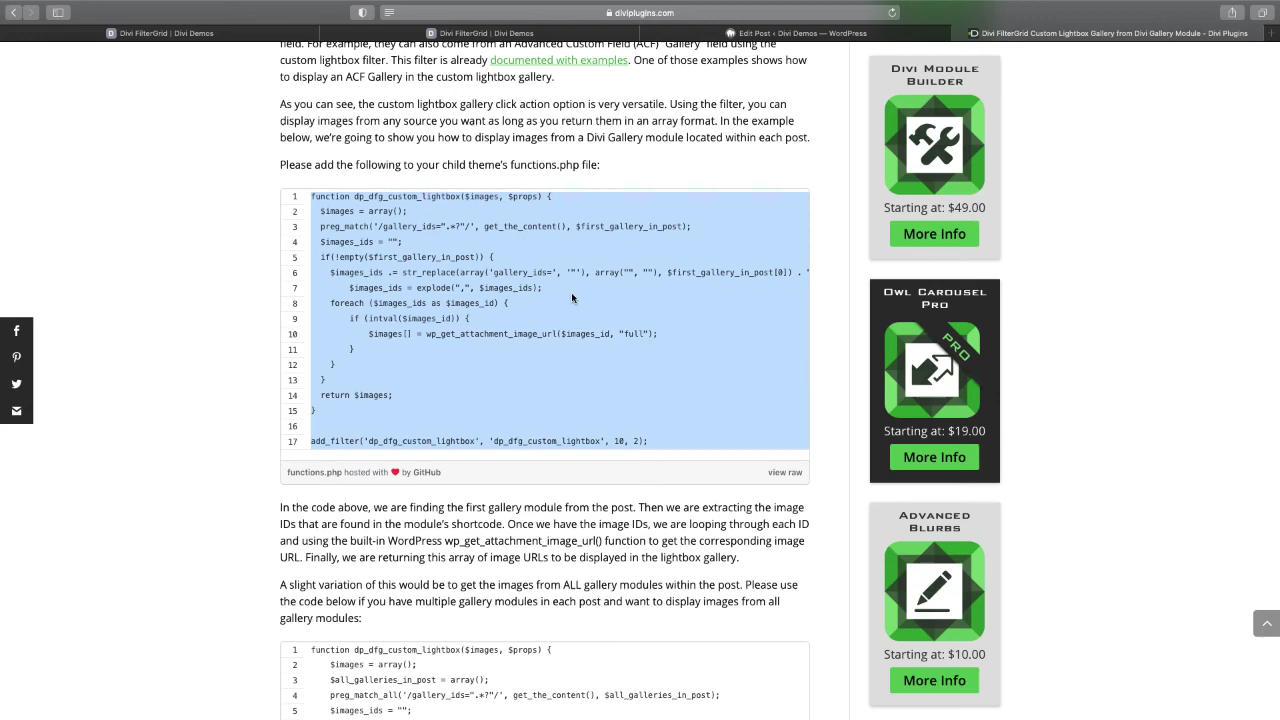 diviplugins.com
Divi FilterGrid | Divi Demos
Divi FilterGrid | Divi Demos
Edit Post ‹ Divi Demos — WordPress
Divi FilterGrid Custom Lightbox Gallery from Divi Gallery Module - Divi Plugins
field. For example, they can also come from an Advanced Custom Field (ACF) "Gallery" field using the
custom lightbox filter. This filter is already documented with examples. One of those examples shows how
to display an ACF Gallery in the custom lightbox gallery.
As you can see, the custom lightbox gallery click action option is very versatile. Using the filter, you can
display images from any source you want as long as you return them in an array format. In the example
below, we're going to show you how to display images from a Divi Gallery module located within each post.
Please add the following to your child theme's functions.php file:
1 function dp_dfg_custom_lightbox($images, $props) {
2 $images = array();
3 preg_match('/gallery_ids=".*?"/', get_the_content(), $first_gallery_in_post);
4 $images_ids = "";
5 if(!empty($first_gallery_in_post)) {
6 $images_ids .= str_replace(array('gallery_ids=', '"'), array("", ""), $first_gallery_in_post[0]) . "
7 $images_ids = explode(",", $images_ids);
8 foreach ($images_ids as $images_id) {
9 if (intval($images_id)) {
10 $images[] = wp_get_attachment_image_url($images_id, "full");
11 }
12 }
13 }
14 return $images;
15 }
16
17 add_filter('dp_dfg_custom_lightbox', 'dp_dfg_custom_lightbox', 10, 2);
functions.php hosted with ❤ by GitHub
view raw
In the code above, we are finding the first gallery module from the post. Then we are extracting the image
IDs that are found in the module's shortcode. Once we have the image IDs, we are looping through each ID
and using the built-in WordPress wp_get_attachment_image_url() function to get the corresponding image
URL. Finally, we are returning this array of image URLs to be displayed in the lightbox gallery.
A slight variation of this would be to get the images from ALL gallery modules within the post. Please use
the code below if you have multiple gallery modules in each post and want to display images from all
gallery modules:
1 function dp_dfg_custom_lightbox($images, $props) {
2 $images = array();
3 $all_galleries_in_post = array();
4 preg_match_all('/gallery_ids=".*?"/', get_the_content(), $all_galleries_in_post);
5 $images_ids = "";
Divi Module
Builder
Starting at: $49.00
More Info
Owl Carousel
Pro
PRO
Starting at: $19.00
More Info
Advanced
Blurbs
Starting at: $10.00
More Info